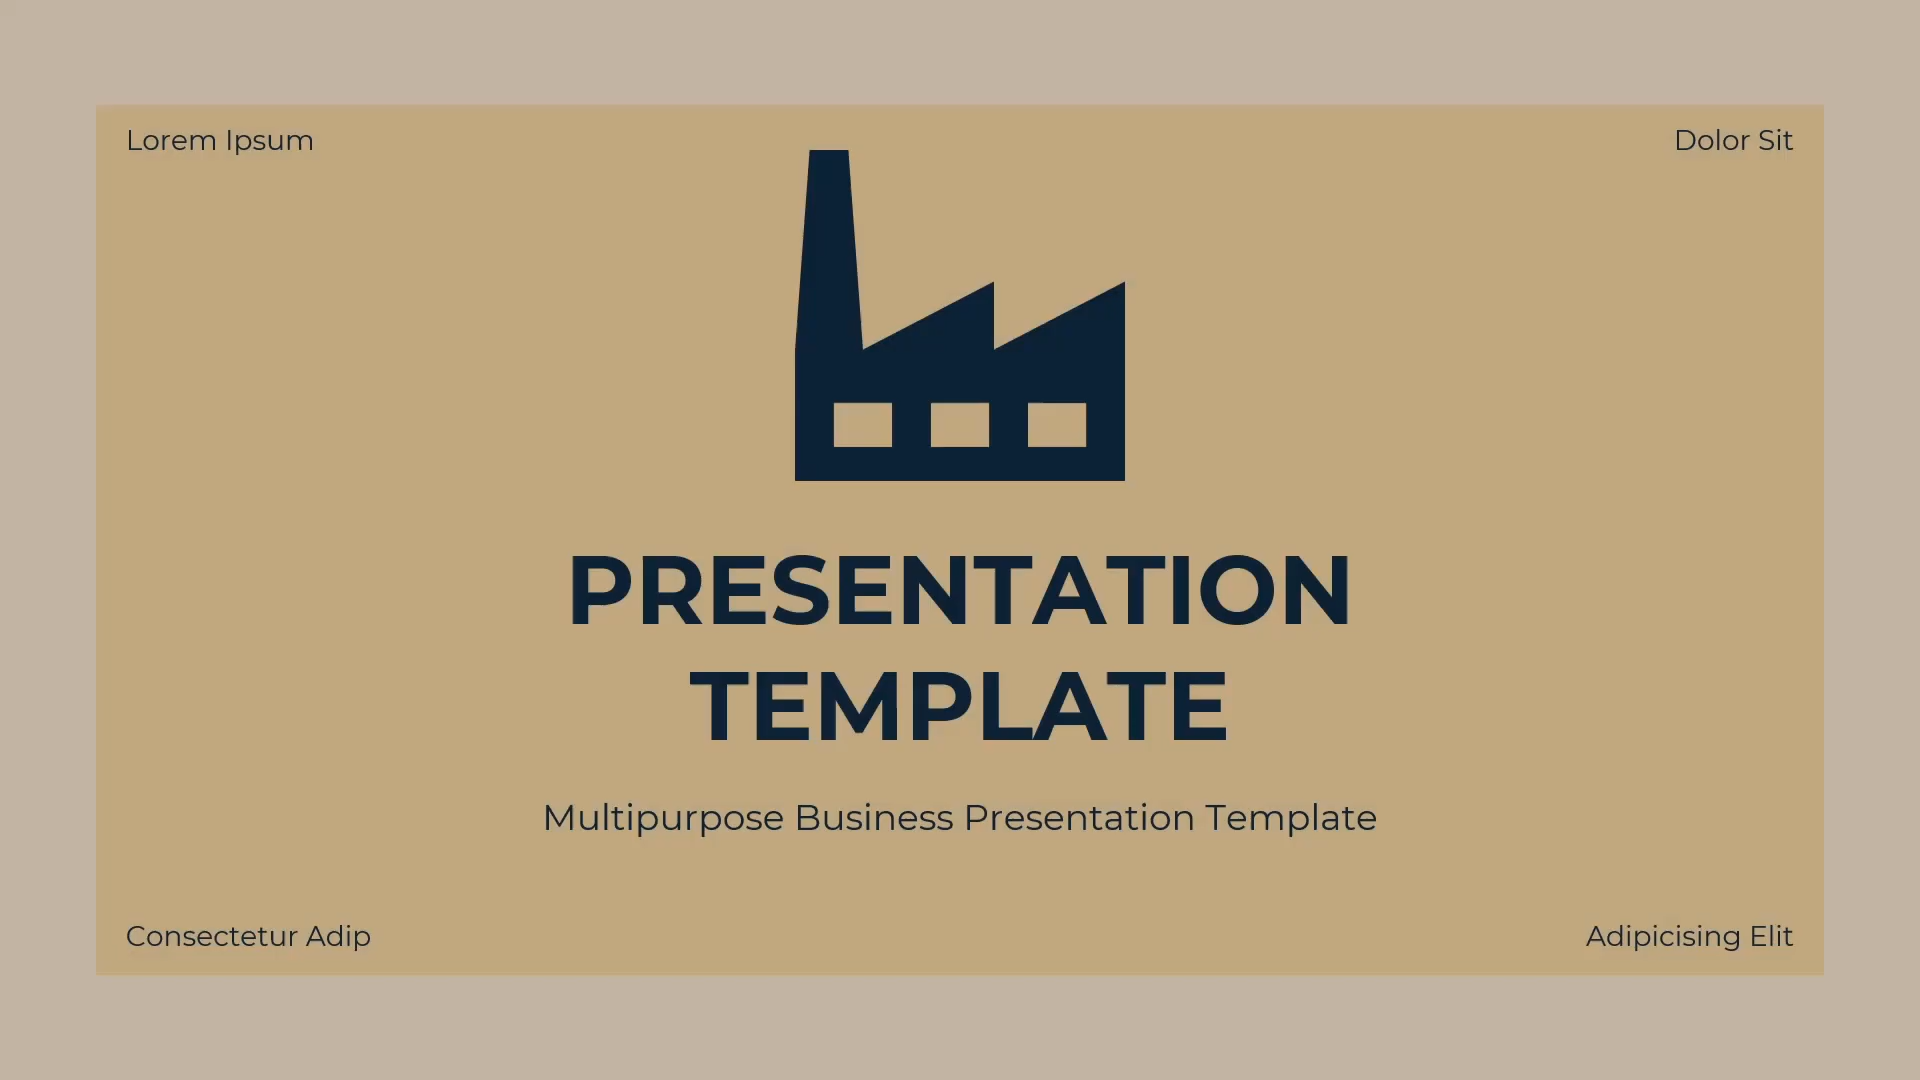 Lorem Ipsum
Dolor Sit
PRESENTATION
TEMPLATE
Multipurpose Business Presentation Template
Consectetur Adip
Adipicising Elit